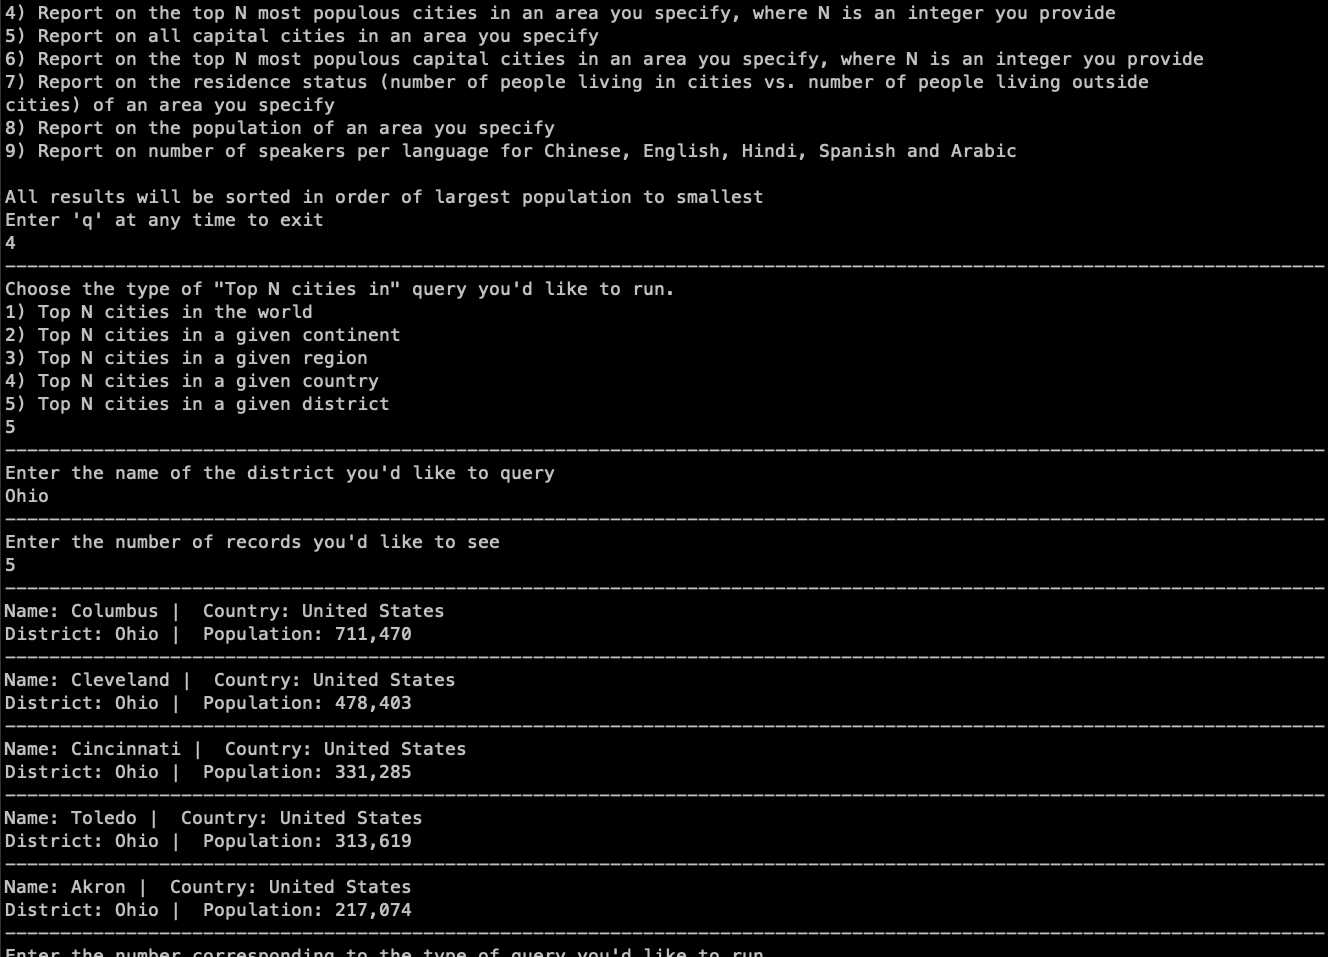 4) Report on the top N most populous cities in an area you specify, where N is an integer you provide
5) Report on all capital cities in an area you specify
6) Report on the top N most populous capital cities in an area you specify, where N is an integer you provide
7) Report on the residence status (number of people living in cities vs. number of people living outside
cities) of an area you specify
8) Report on the population of an area you specify
9) Report on number of speakers per language for Chinese, English, Hindi, Spanish and Arabic
All results will be sorted in order of largest population to smallest
Enter 'q' at any time to exit
4
Choose the type of "Top N cities in" query you'd like to run.
1) Top N cities in the world
2) Top N cities in a given continent
3) Top N cities in a given region
4) Top N cities in a given country
5) Top N cities in a given district
5
Enter the name of the district you'd like to query
Ohio
Enter the number of records you'd like to see
5
Name: Columbus |  Country: United States
District: Ohio |  Population: 711,470
Name: Cleveland |  Country: United States
District: Ohio |  Population: 478,403
Name: Cincinnati |  Country: United States
District: Ohio |  Population: 331,285
Name: Toledo |  Country: United States
District: Ohio |  Population: 313,619
Name: Akron |  Country: United States
District: Ohio |  Population: 217,074
Enter the number corresponding to the type of query you'd like to run